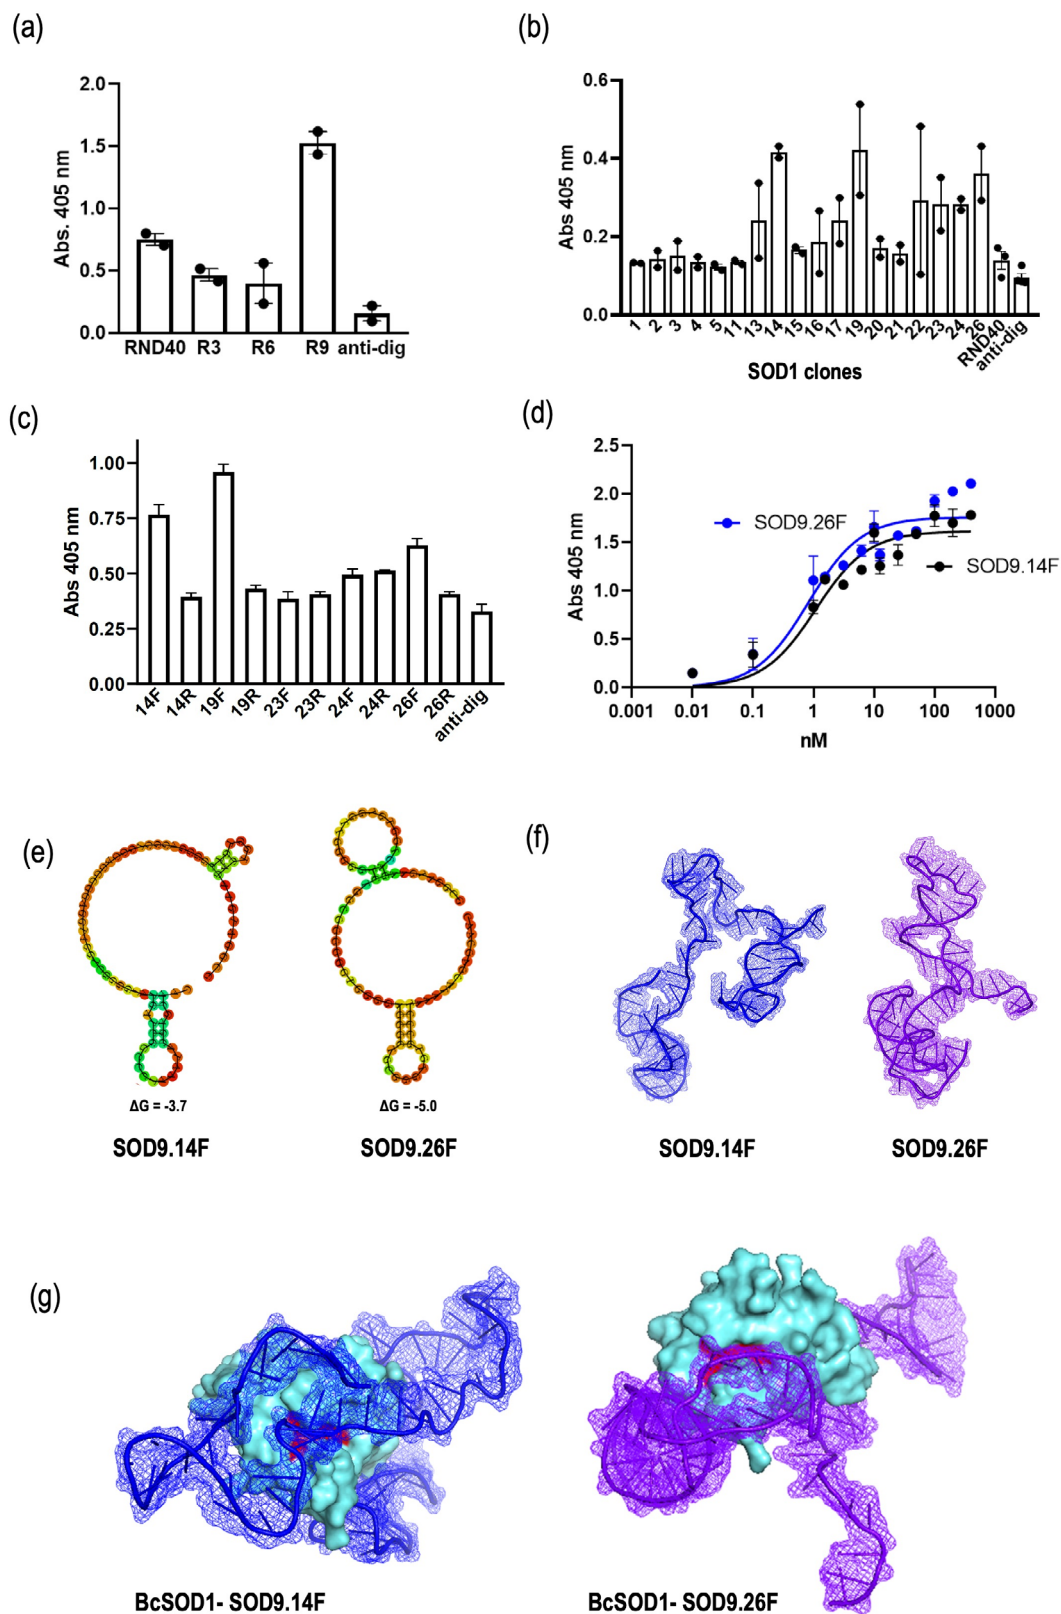 (a)
2.0
1.5
1.0
0.5
0.0
Abs. 405 nm
RND40 R3 R6 R9 anti-dig
(b)
0.6
0.4
0.2
0.0
Abs 405 nm
1 2 3 4 5 11 13 14 15 16 17 19 20 21 22 23 24 26 RND40 anti-dig
SOD1 clones
(c)
1.00
0.75
0.50
0.25
0.00
Abs 405 nm
14F 14R 19F 19R 23F 23R 24F 24R 26F 26R anti-dig
(d)
2.5
2.0
1.5
1.0
0.5
0.0
Abs 405 nm
SOD9.26F
SOD9.14F
0.001 0.01 0.1 1 10 100 1000
nM
(e)
ΔG = -3.7
ΔG = -5.0
SOD9.14F
SOD9.26F
(f)
SOD9.14F
SOD9.26F
(g)
BcSOD1- SOD9.14F
BcSOD1- SOD9.26F